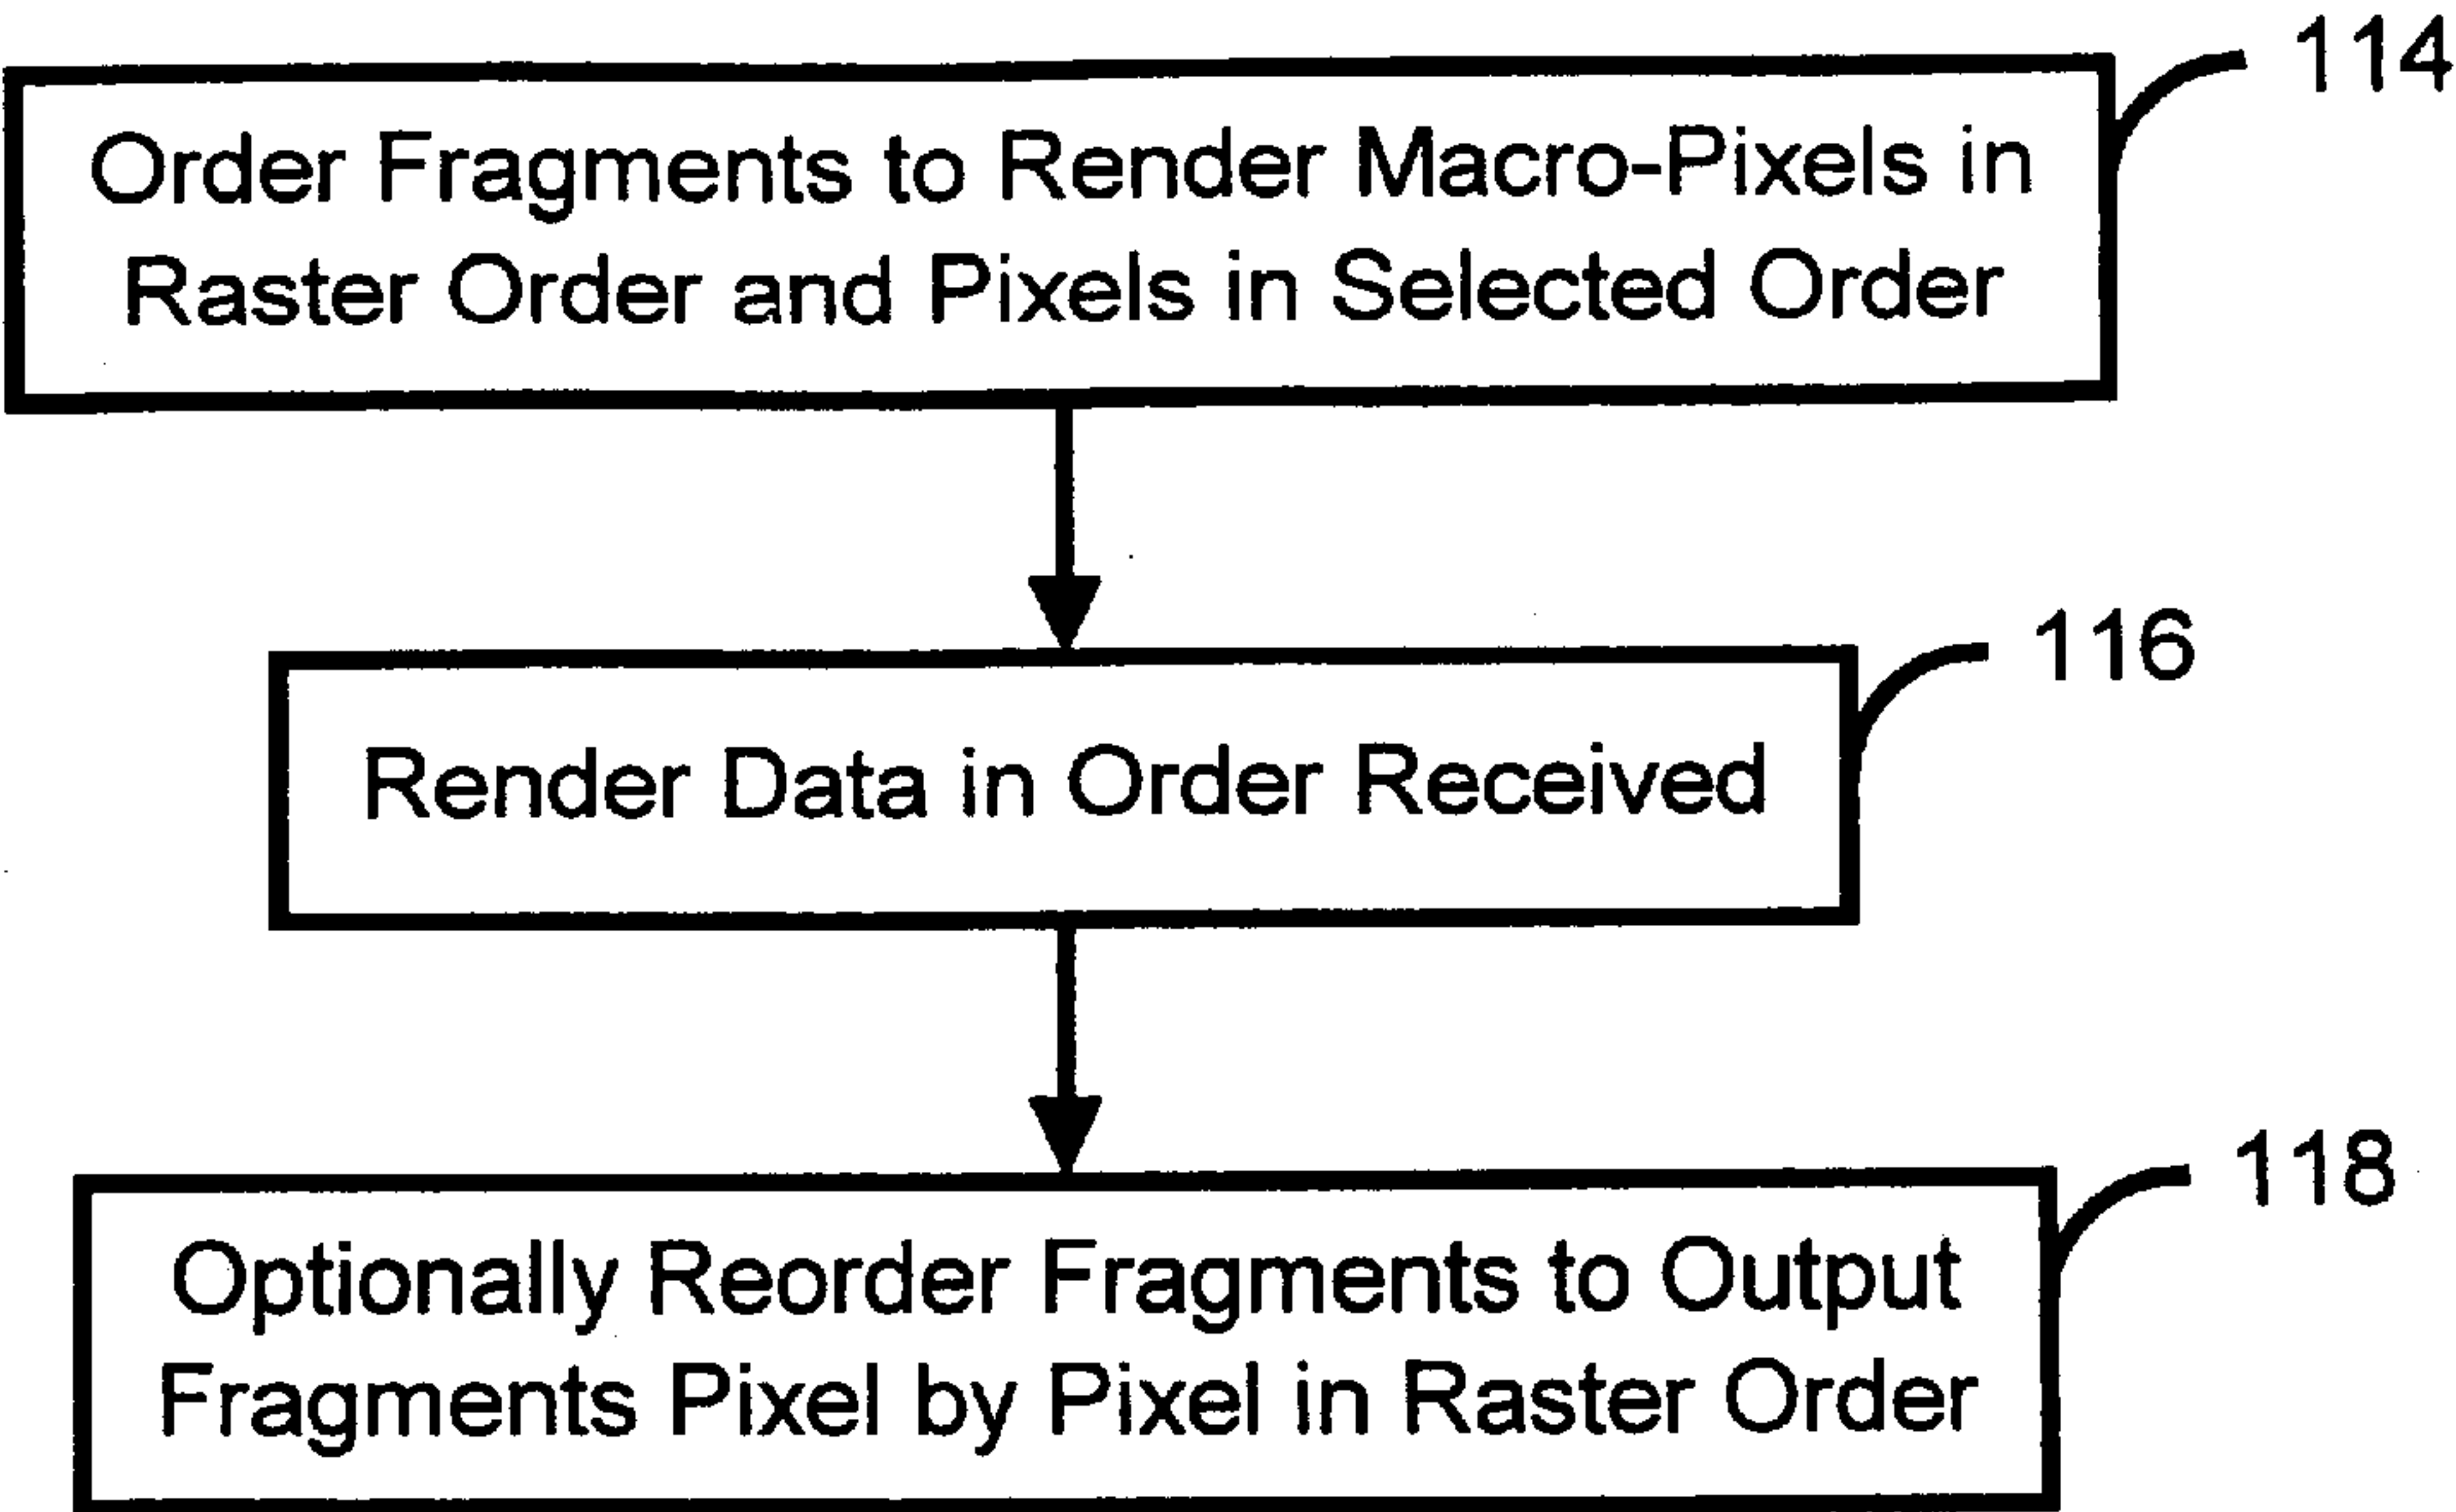 114
Order Fragments to Render Macro-Pixels in
Raster Order and Pixels in Selected Order
116
Render Data in Order Received
118
Optionally Reorder Fragments to Output
Fragments Pixel by Pixel in Raster Order